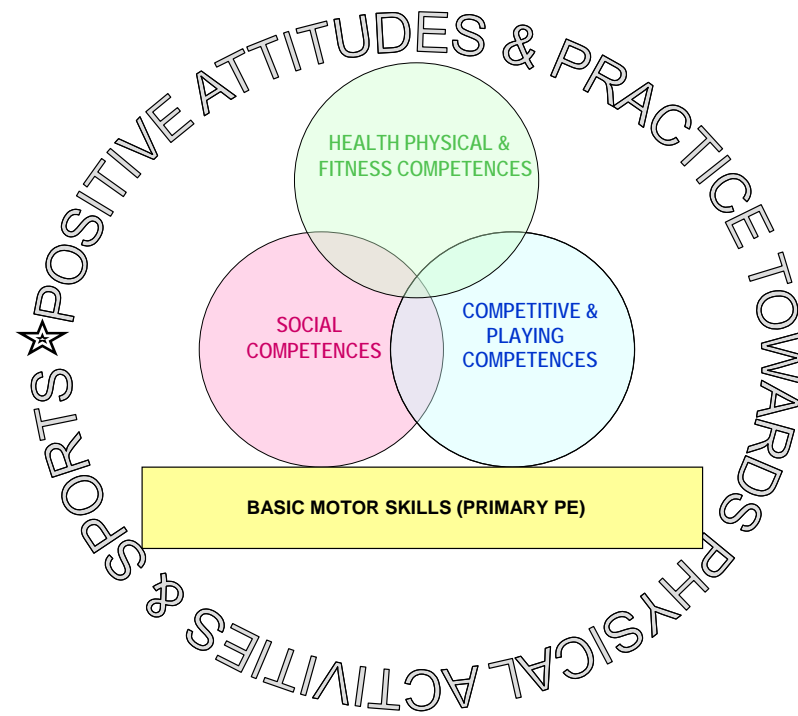 POSITIVE ATTITUDES & PRACTICE TOWARDS PHYSICAL ACTIVITIES & SPORTS
HEALTH PHYSICAL &
FITNESS COMPETENCES
SOCIAL
COMPETENCES
COMPETITIVE &
PLAYING
COMPETENCES
BASIC MOTOR SKILLS (PRIMARY PE)